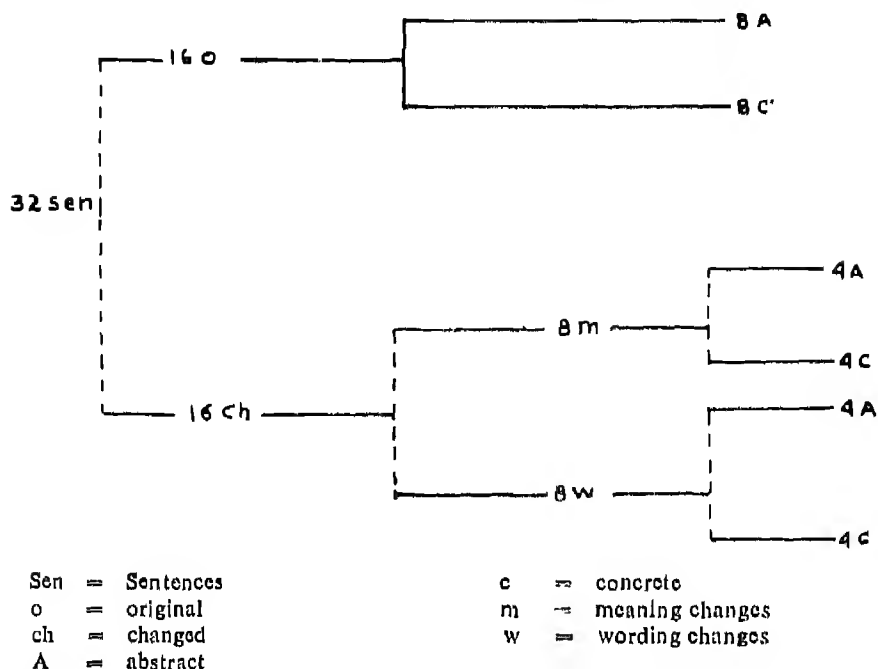 8A
16 o
8 C
32 sen
4 A
8 m
4 C
16 Ch
4 A
8 W
4 C
Sen = Sentences
o = original
ch = changed
A = abstract
c = concrete
m = meaning changes
w = wording changes